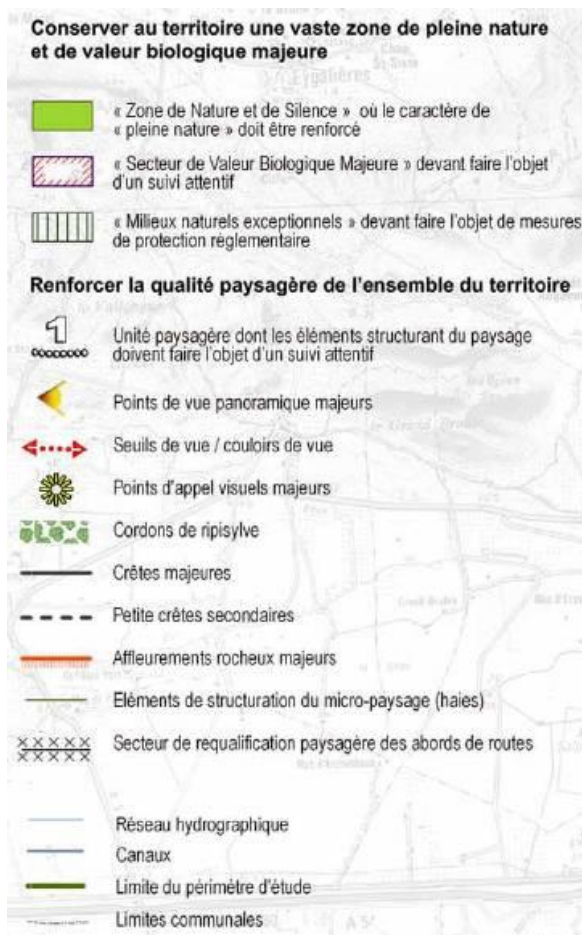 Conserver au territoire une vaste zone de pleine nature
et de valeur biologique majeure
Eygalières
« Zone de Nature et de Silence » où le caractère de
« pleine nature » doit être renforcé
« Secteur de Valeur Biologique Majeure » devant faire l'objet
d'un suivi attentif
« Milieux naturels exceptionnels » devant faire l'objet de mesures
de protection règlementaire
Renforcer la qualité paysagère de l'ensemble du territoire
1
Unité paysagère dont les éléments structurant du paysage
doivent faire l'objet d'un suivi attentif
Points de vue panoramique majeurs
Seuils de vue / couloirs de vue
Points d'appel visuels majeurs
Cordons de ripisylve
Crêtes majeures
Petite crêtes secondaires
Affleurements rocheux majeurs
Eléments de structuration du micro-paysage (haies)
Secteur de requalification paysagère des abords de routes
Réseau hydrographique
Canaux
Limite du périmètre d'étude
Limites communales